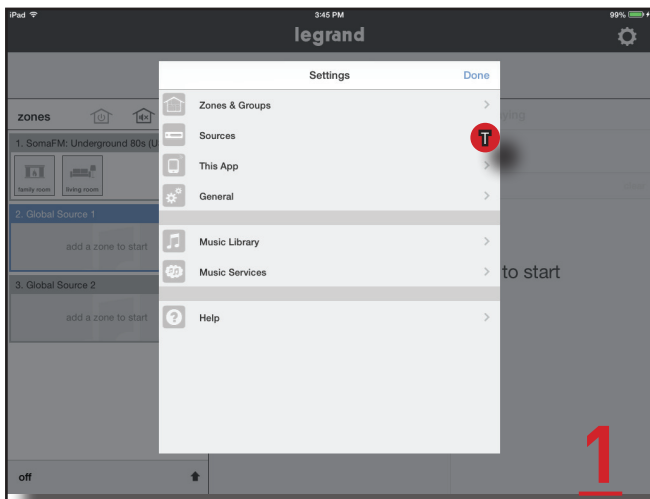 iPad 3:45 PM 99%
legrand
Settings Done
zones ying
Zones & Groups
Sources T
This App
General
Music Library
Music Services
Help
1. SomaFM: Underground 80s (U
family room living room
2. Global Source 1
add a zone to start
3. Global Source 2
add a zone to start
to start
off
1